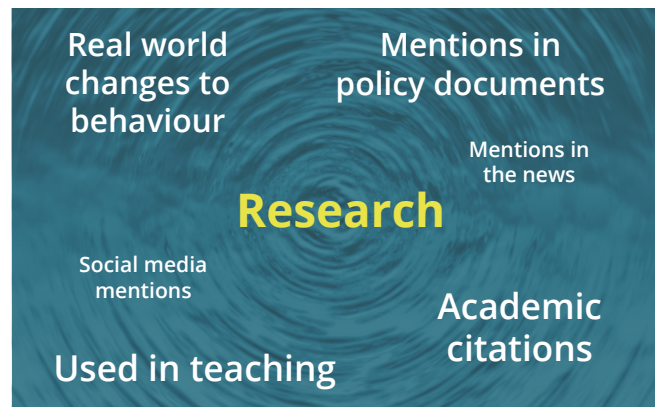 Real world
changes to
behaviour
Mentions in
policy documents
Mentions in
the news
Research
Social media
mentions
Academic
citations
Used in teaching